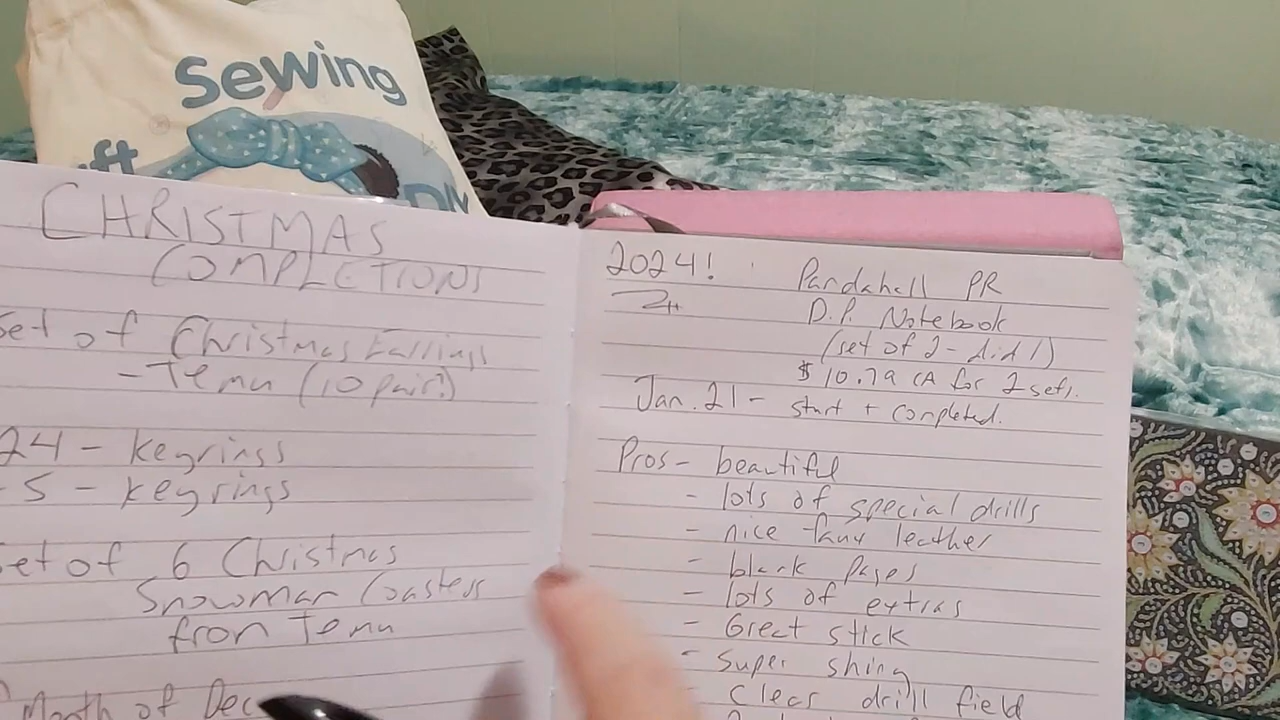 Sewing
DIY
CHRISTMAS
COMPLETIONS
Set of Christmas Earrings
- Temu (10 pair!)
24 - keyrings
5 - keyrings
Set of 6 Christmas
Snowman Coasters
from Temu
Month of Dec
2024!
Pandahall PR
D.P. Notebook
(set of 2 - did 1)
$10.79 CA for 2 sets.
Jan. 21 - start + completed.
Pros - beautiful
- lots of special drills
- nice faux leather
- blank pages
- lots of extras
- Great stick
- super shiny
- clear drill field